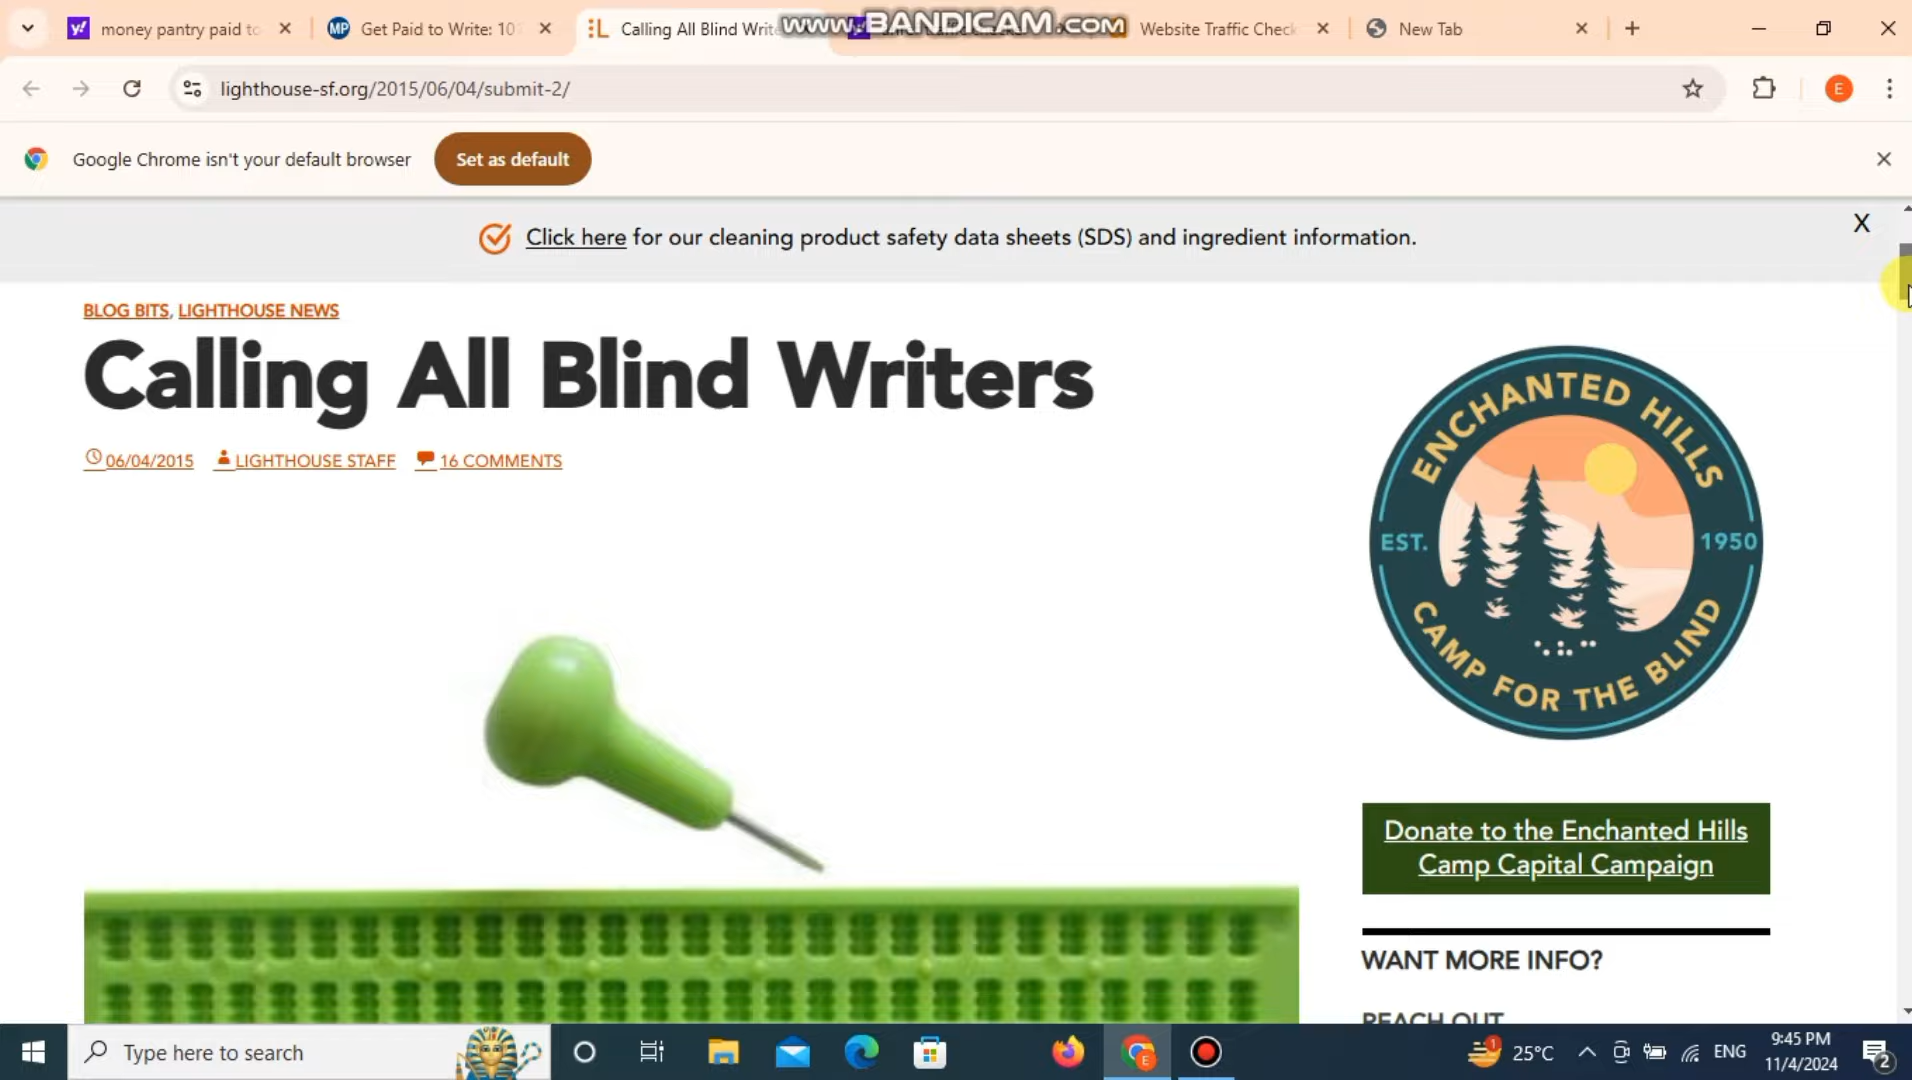 money pantry paid to
Get Paid to Write: 10
Calling All Blind Write
www.BANDICAM.com
Website Traffic Check
New Tab
lighthouse-sf.org/2015/06/04/submit-2/
E
Google Chrome isn't your default browser
Set as default
Click here for our cleaning product safety data sheets (SDS) and ingredient information.
X
BLOG BITS, LIGHTHOUSE NEWS
Calling All Blind Writers
06/04/2015 LIGHTHOUSE STAFF 16 COMMENTS
ENCHANTED HILLS
EST. 1950
CAMP FOR THE BLIND
Donate to the Enchanted Hills
Camp Capital Campaign
WANT MORE INFO?
REACH OUT
Type here to search
25°C
ENG
9:45 PM
11/4/2024
2